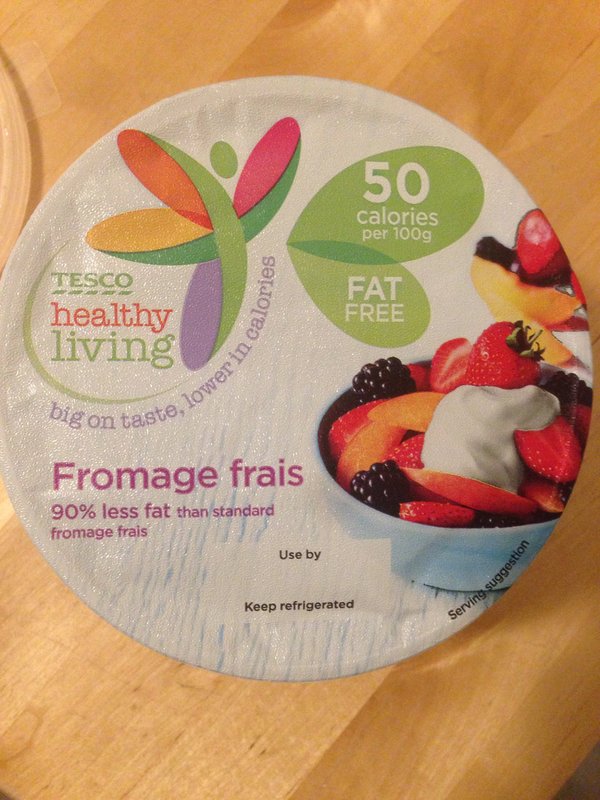 50
calories
per 100g
FAT
FREE
TESCO
healthy
living
big on taste, lower in calories
Fromage frais
90% less fat than standard
fromage frais
Use by
Keep refrigerated
Serving suggestion